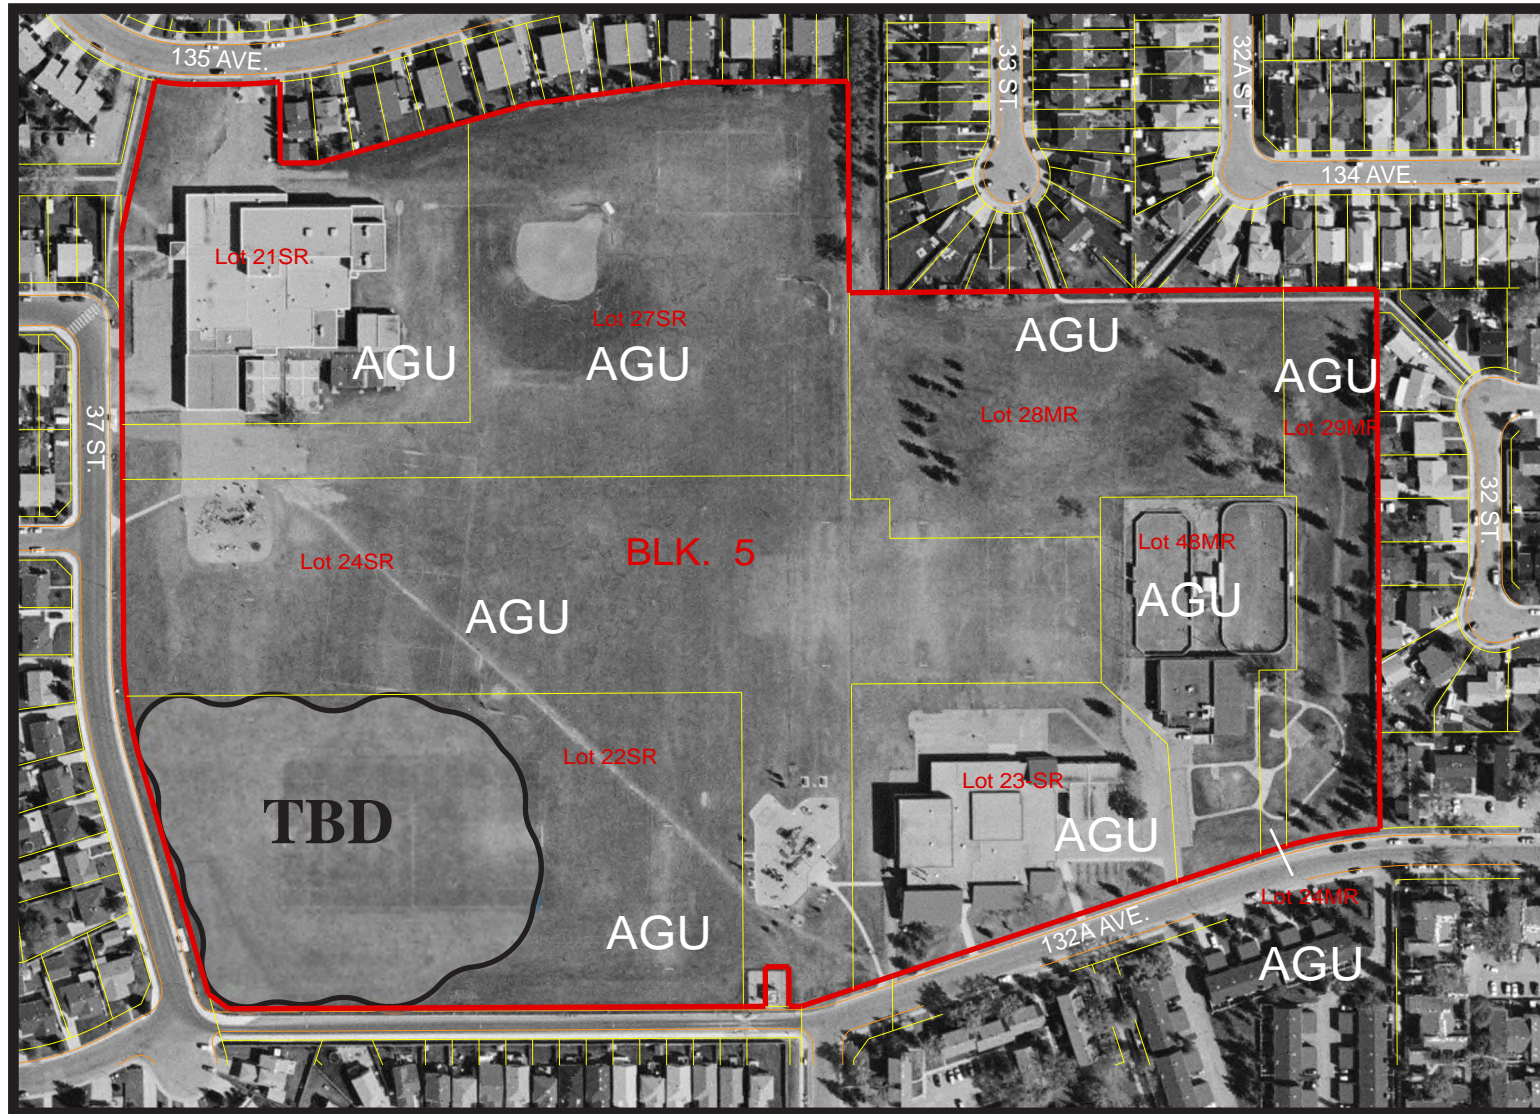 135 AVE.
33 ST.
32A ST.
134 AVE.
Lot 21SR
Lot 27SR
AGU
AGU
AGU
AGU
Lot 28MR
Lot 29MR
37 ST.
32 ST.
BLK. 5
Lot 24SR
Lot 48MR
AGU
AGU
Lot 22SR
Lot 23-SR
TBD
AGU
AGU
Lot 24MR
132A AVE.
AGU